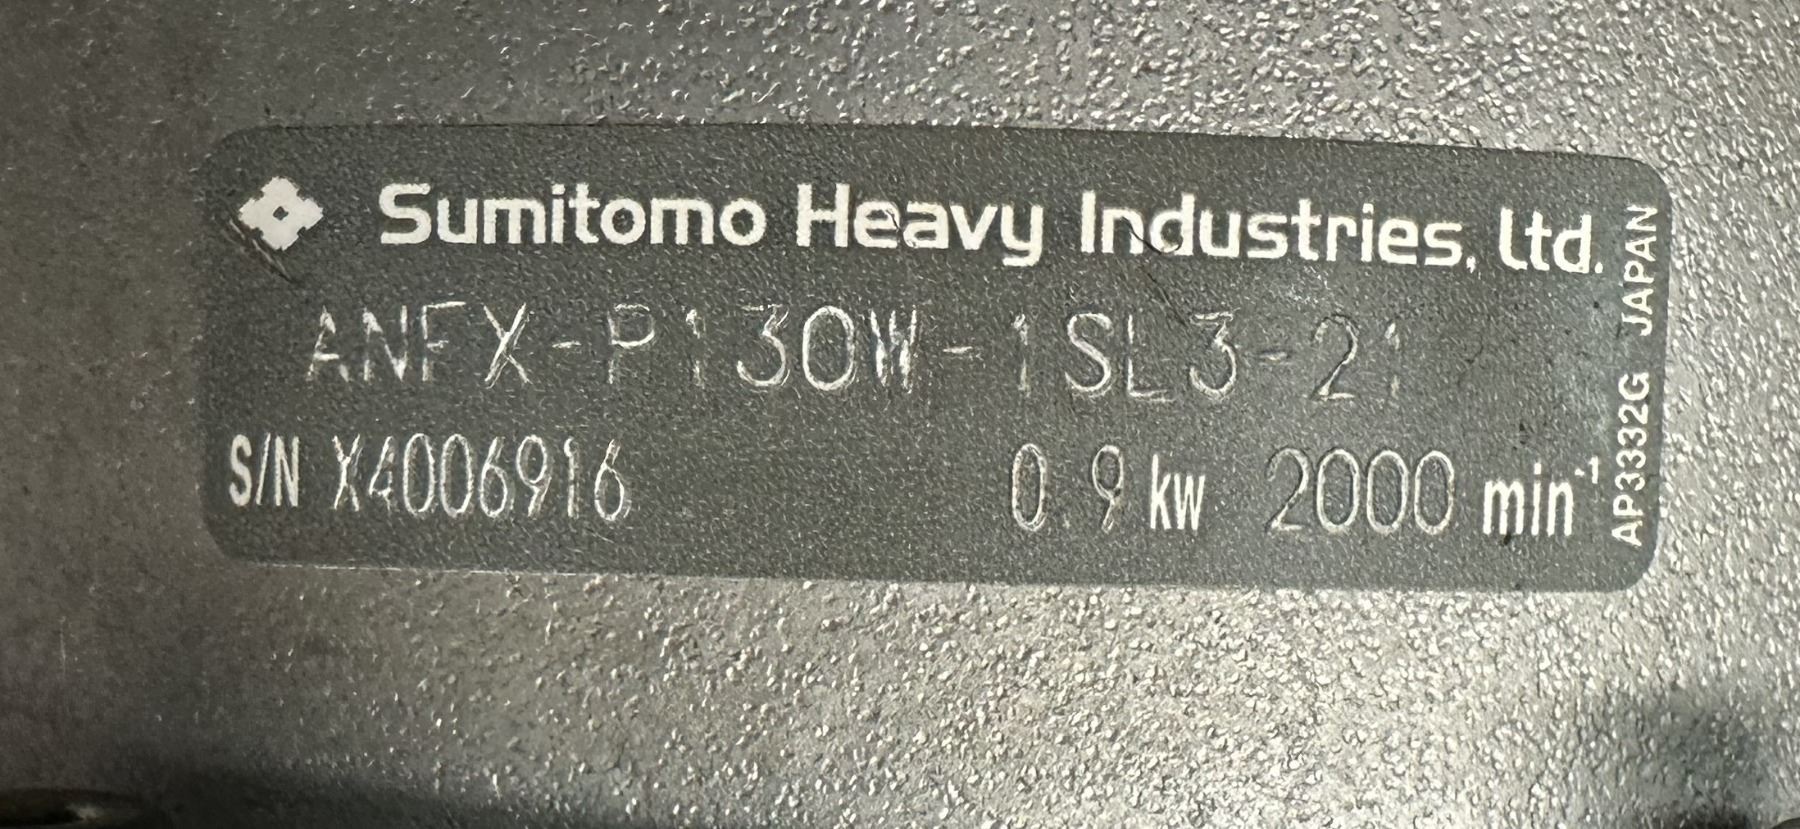 Sumitomo Heavy Industries, Ltd.
ANFX-P130W-1SL3-21
S/N X4006916 0.9 kw 2000 min-1
AP3332G JAPAN